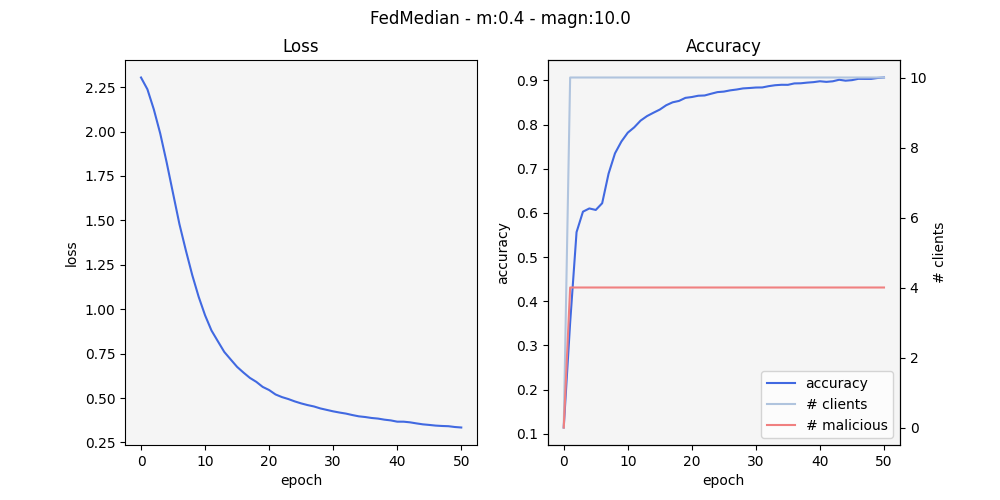 FedMedian - m:0.4 - magn:10.0
Loss
2.25
2.00
1.75
1.50
1.25
1.00
0.75
0.50
0.25
loss
0 10 20 30 40 50
epoch
Accuracy
0.9
0.8
0.7
0.6
0.5
0.4
0.3
0.2
0.1
accuracy
10
8
6
4
2
0
# clients
accuracy
# clients
# malicious
0 10 20 30 40 50
epoch